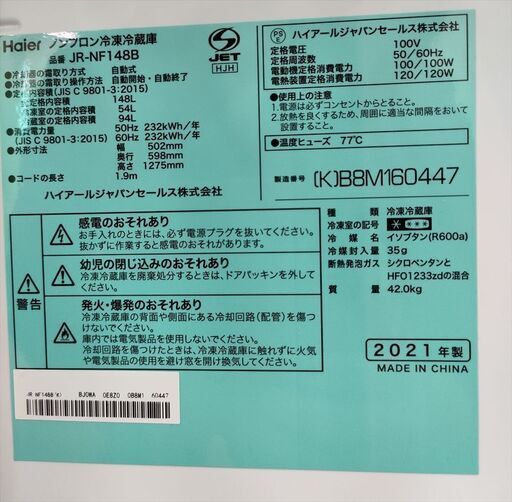 Haier ノンフロン冷凍冷蔵庫
品番 JR-NF148B
JET
HJH
●冷却器の霜取り方式 自動式
●冷却器の霜取り操作方法 自動開始・自動終了
●定格内容積(JIS C 9801-3:2015)
全定格内容積 148L
冷凍室の定格内容積 54L
冷蔵室の定格内容積 94L
●消費電力量 50Hz 232kWh/年
(JIS C 9801-3:2015) 60Hz 232kWh/年
●外形寸法 幅 502mm
奥行 598mm
高さ 1275mm
●コードの長さ 1.9m
ハイアールジャパンセールス株式会社
PS
E
ハイアールジャパンセールス株式会社
定格電圧 100V
定格周波数 50/60Hz
電動機定格消費電力 100/100W
電熱装置定格消費電力 120/120W
●使用上の注意
1.電源は必ずコンセントからとること。
2.放熱を良くするため、周囲に適当な間隔をおいて
設置すること。
●温度ヒューズ 77℃
製造番号 (K)B8M160447
警告
感電のおそれあり
お手入れのときには、必ず電源プラグを抜いてください。
抜かずに作業すると、感電することがあります。
幼児の閉じ込みのおそれあり
冷凍冷蔵庫を廃棄処分するときは、ドアパッキンを外してください。
発火・爆発のおそれあり
冷凍冷蔵庫の背面や側面にある冷却回路(配管)を傷つ
けないでください。
庫内では電気製品を使用しないでください。
冷却回路を傷つけたときは、冷凍冷蔵庫に触れずに火気
や電気製品の使用を避け窓を開け換気してください。
種類 冷凍冷蔵庫
冷凍室の記号 * ***
冷媒 イソブタン(R600a)
冷媒封入量 35g
断熱発泡ガス シクロペンタンと
HFO1233zdの混合
質量 42.0kg
2021年製
MADE IN CHINA
JR-NF148B(K) BJ0WA 0E8Z0 0B8M1 60447